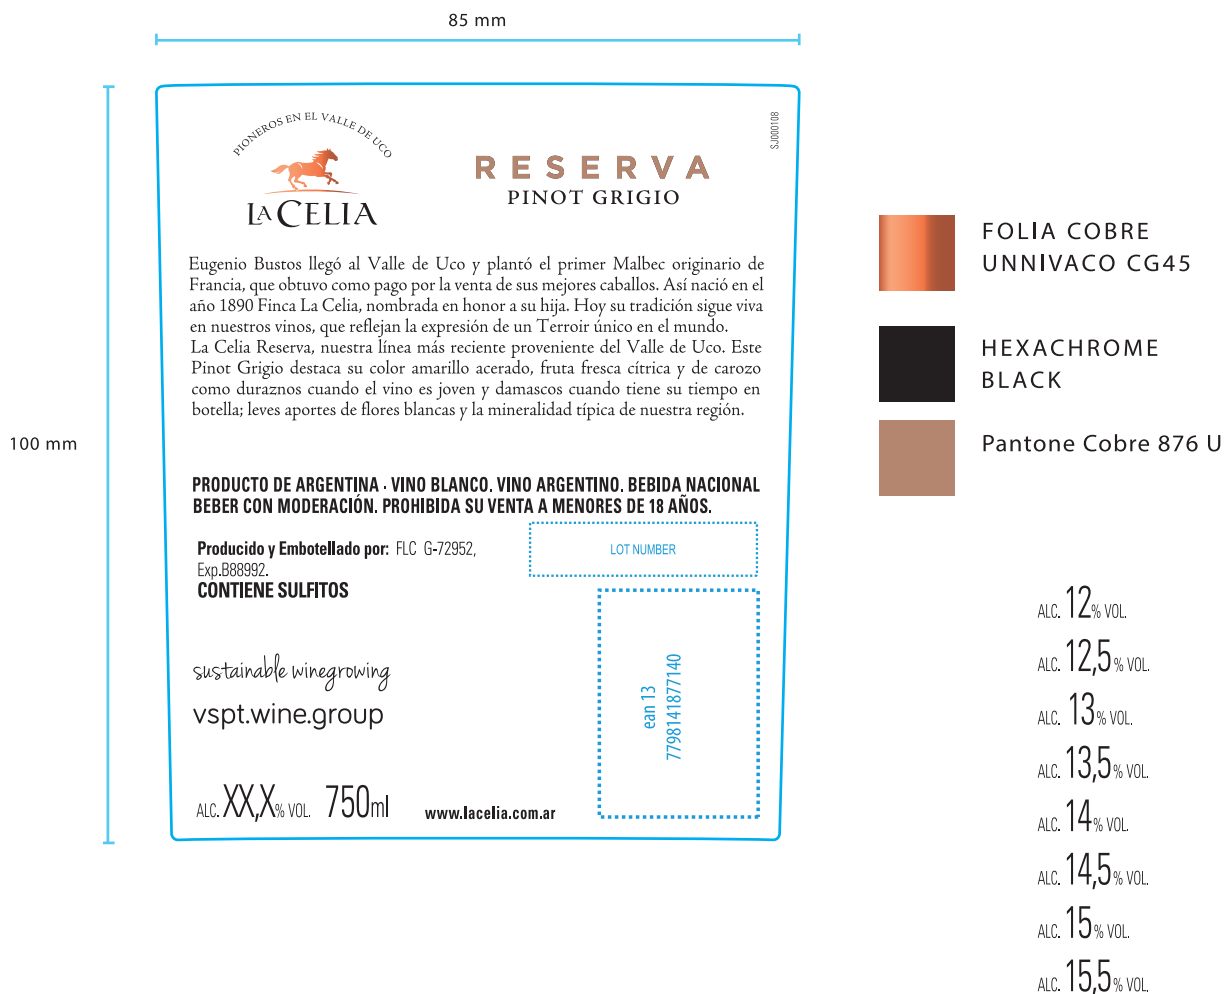 85 mm
100 mm
PIONEROS EN EL VALLE DE UCO
LA CELIA
RESERVA
PINOT GRIGIO
SJ000108
Eugenio Bustos llegó al Valle de Uco y plantó el primer Malbec originario de
Francia, que obtuvo como pago por la venta de sus mejores caballos. Así nació en el
año 1890 Finca La Celia, nombrada en honor a su hija. Hoy su tradición sigue viva
en nuestros vinos, que reflejan la expresión de un Terroir único en el mundo.
La Celia Reserva, nuestra línea más reciente proveniente del Valle de Uco. Este
Pinot Grigio destaca su color amarillo acerado, fruta fresca cítrica y de carozo
como duraznos cuando el vino es joven y damascos cuando tiene su tiempo en
botella; leves aportes de flores blancas y la mineralidad típica de nuestra región.
PRODUCTO DE ARGENTINA - VINO BLANCO. VINO ARGENTINO. BEBIDA NACIONAL
BEBER CON MODERACIÓN. PROHIBIDA SU VENTA A MENORES DE 18 AÑOS.
Producido y Embotellado por: FLC G-72952,
Exp.B88992.
CONTIENE SULFITOS
LOT NUMBER
sustainable winegrowing
vspt.wine.group
ean 13
7798141877140
ALC. XX,X% VOL. 750ml
www.lacelia.com.ar
FOLIA COBRE
UNNIVACO CG45
HEXACHROME
BLACK
Pantone Cobre 876 U
ALC. 12% VOL.
ALC. 12,5% VOL.
ALC. 13% VOL.
ALC. 13,5% VOL.
ALC. 14% VOL.
ALC. 14,5% VOL.
ALC. 15% VOL.
ALC. 15,5% VOL.